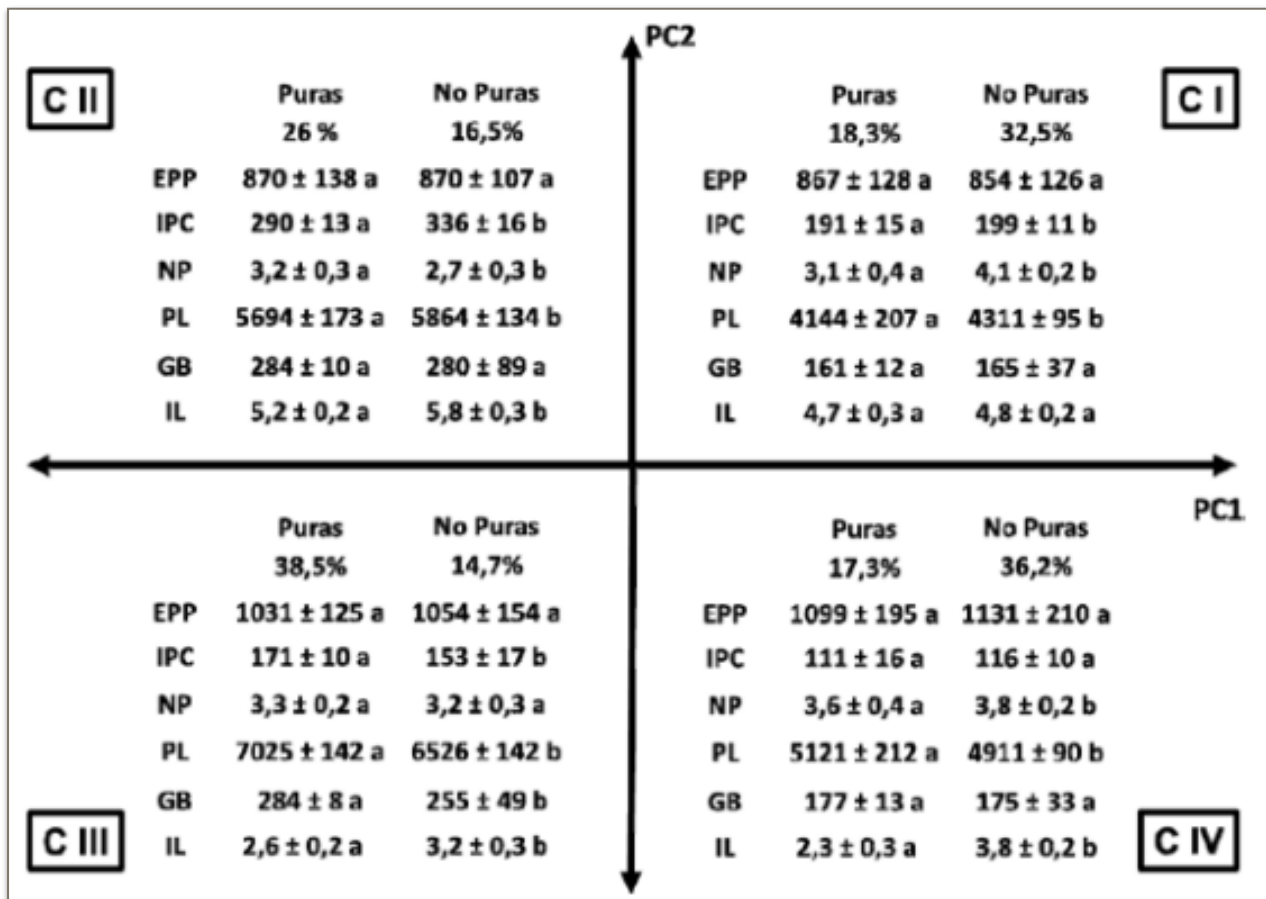 PC2
C II
Puras No Puras
26 % 16,5%
EPP 870 ± 138 a 870 ± 107 a
IPC 290 ± 13 a 336 ± 16 b
NP 3,2 ± 0,3 a 2,7 ± 0,3 b
PL 5694 ± 173 a 5864 ± 134 b
GB 284 ± 10 a 280 ± 89 a
IL 5,2 ± 0,2 a 5,8 ± 0,3 b
C I
Puras No Puras
18,3% 32,5%
EPP 867 ± 128 a 854 ± 126 a
IPC 191 ± 15 a 199 ± 11 b
NP 3,1 ± 0,4 a 4,1 ± 0,2 b
PL 4144 ± 207 a 4311 ± 95 b
GB 161 ± 12 a 165 ± 37 a
IL 4,7 ± 0,3 a 4,8 ± 0,2 a
PC1
Puras No Puras
38,5% 14,7%
EPP 1031 ± 125 a 1054 ± 154 a
IPC 171 ± 10 a 153 ± 17 b
NP 3,3 ± 0,2 a 3,2 ± 0,3 a
PL 7025 ± 142 a 6526 ± 142 b
GB 284 ± 8 a 255 ± 49 b
C III
IL 2,6 ± 0,2 a 3,2 ± 0,3 b
Puras No Puras
17,3% 36,2%
EPP 1099 ± 195 a 1131 ± 210 a
IPC 111 ± 16 a 116 ± 10 a
NP 3,6 ± 0,4 a 3,8 ± 0,2 b
PL 5121 ± 212 a 4911 ± 90 b
GB 177 ± 13 a 175 ± 33 a
IL 2,3 ± 0,3 a 3,8 ± 0,2 b
C IV